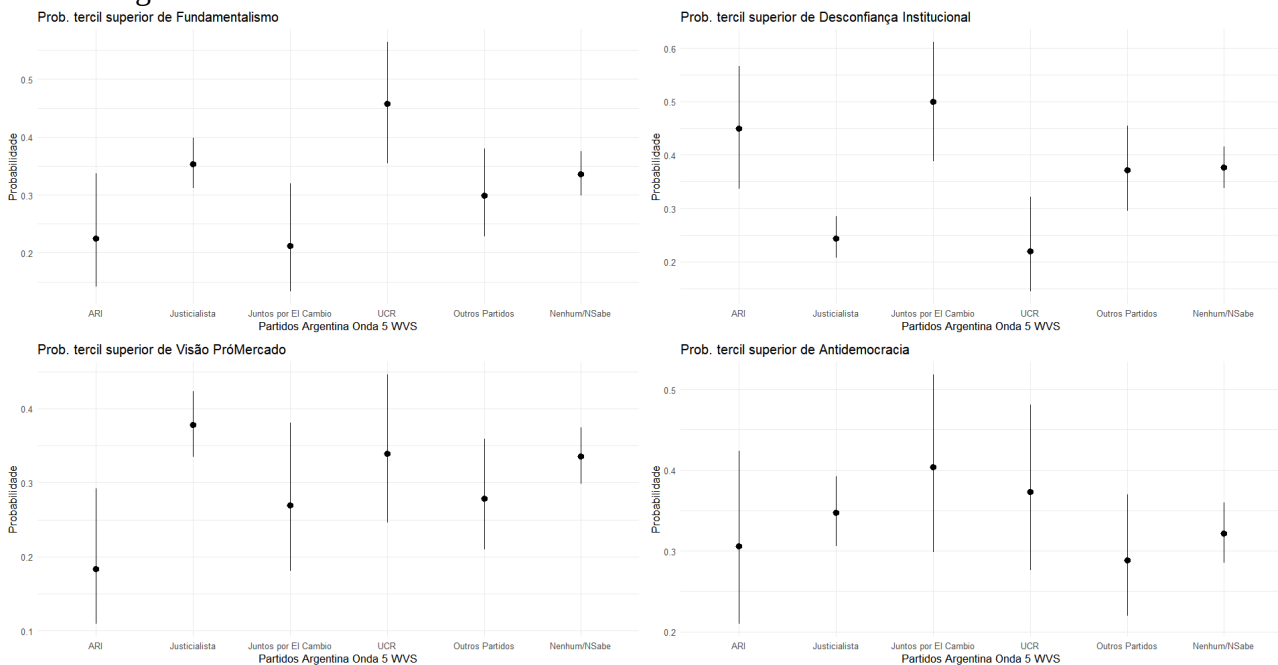 Prob. tercil superior de Fundamentalismo
Probabilidade
0.5
0.4
0.3
0.2
ARI Justicialista Juntos por El Cambio UCR Outros Partidos Nenhum/NSabe
Partidos Argentina Onda 5 WVS
Prob. tercil superior de Desconfiança Institucional
Probabilidade
0.6
0.5
0.4
0.3
0.2
ARI Justicialista Juntos por El Cambio UCR Outros Partidos Nenhum/NSabe
Partidos Argentina Onda 5 WVS
Prob. tercil superior de Visão PróMercado
Probabilidade
0.4
0.3
0.2
0.1
ARI Justicialista Juntos por El Cambio UCR Outros Partidos Nenhum/NSabe
Partidos Argentina Onda 5 WVS
Prob. tercil superior de Antidemocracia
Probabilidade
0.5
0.4
0.3
0.2
ARI Justicialista Juntos por El Cambio UCR Outros Partidos Nenhum/NSabe
Partidos Argentina Onda 5 WVS